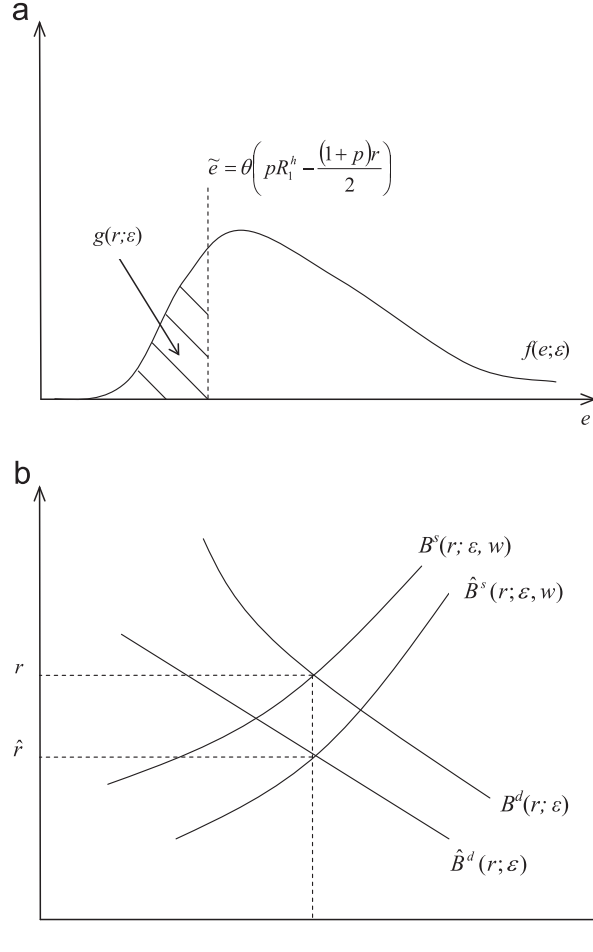 a
ẽ = θ(pR₁ʰ − (1 + p)r / 2)
g(r;ε)
f(e;ε)
e
b
Bˢ(r; ε, w)
B̂ˢ(r; ε, w)
r
r̂
Bᵈ(r; ε)
B̂ᵈ(r; ε)